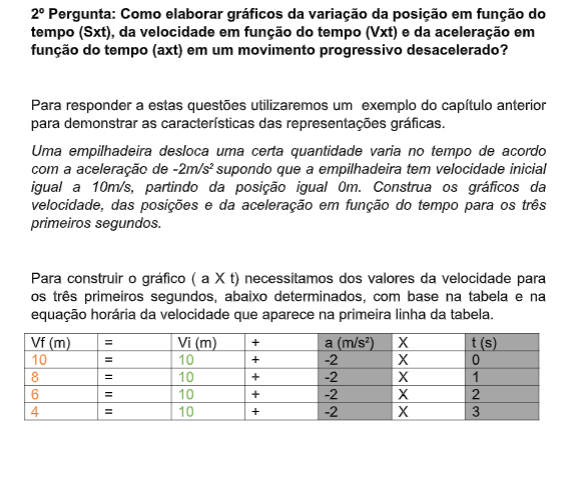 2º Pergunta: Como elaborar gráficos da variação da posição em função do
tempo (Sxt), da velocidade em função do tempo (Vxt) e da aceleração em
função do tempo (axt) em um movimento progressivo desacelerado?
Para responder a estas questões utilizaremos um exemplo do capítulo anterior
para demonstrar as características das representações gráficas.
Uma empilhadeira desloca uma certa quantidade varia no tempo de acordo
com a aceleração de -2m/s² supondo que a empilhadeira tem velocidade inicial
igual a 10m/s, partindo da posição igual 0m. Construa os gráficos da
velocidade, das posições e da aceleração em função do tempo para os três
primeiros segundos.
Para construir o gráfico ( a X t) necessitamos dos valores da velocidade para
os três primeiros segundos, abaixo determinados, com base na tabela e na
equação horária da velocidade que aparece na primeira linha da tabela.
Vf (m) = Vi (m) + a (m/s²) X t (s)
10 = 10 + -2 X 0
8 = 10 + -2 X 1
6 = 10 + -2 X 2
4 = 10 + -2 X 3